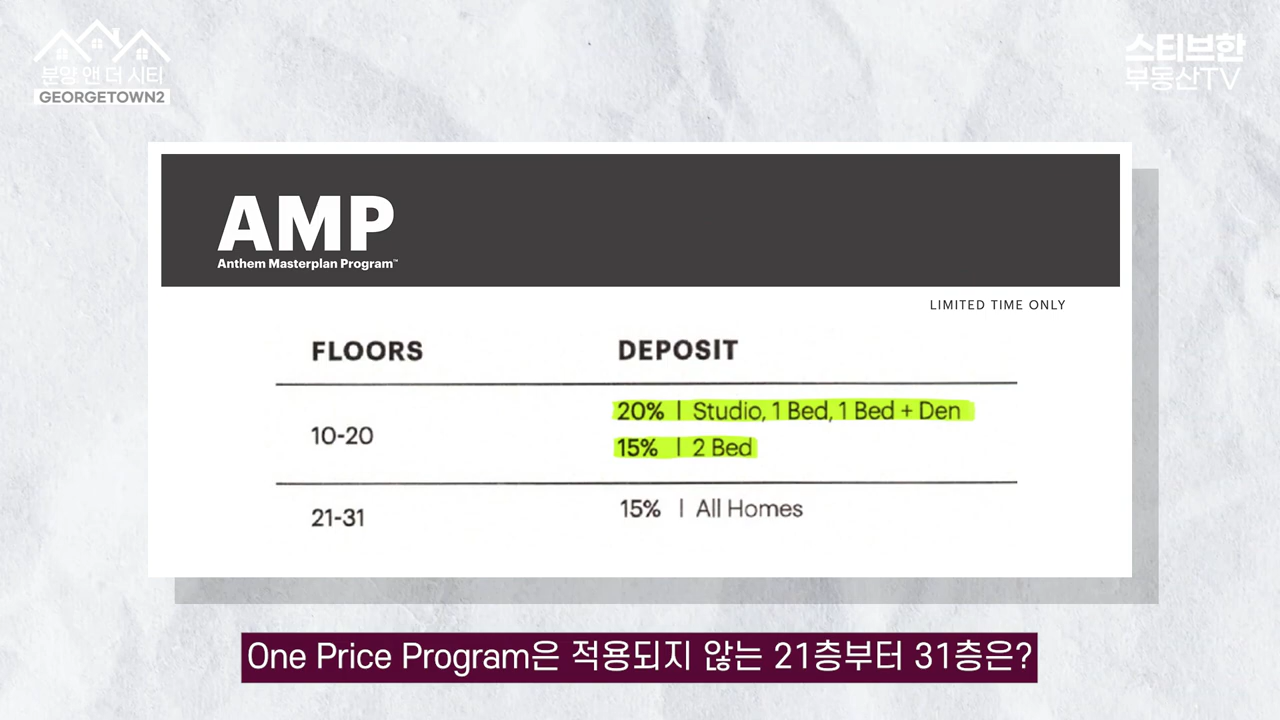 분양 앤 더 시티
GEORGETOWN2
스티브한
부동산TV
AMP
Anthem Masterplan Program™
LIMITED TIME ONLY
FLOORS DEPOSIT
10-20
20% | Studio, 1 Bed, 1 Bed + Den
15% | 2 Bed
21-31 15% | All Homes
One Price Program은 적용되지 않는 21층부터 31층은?